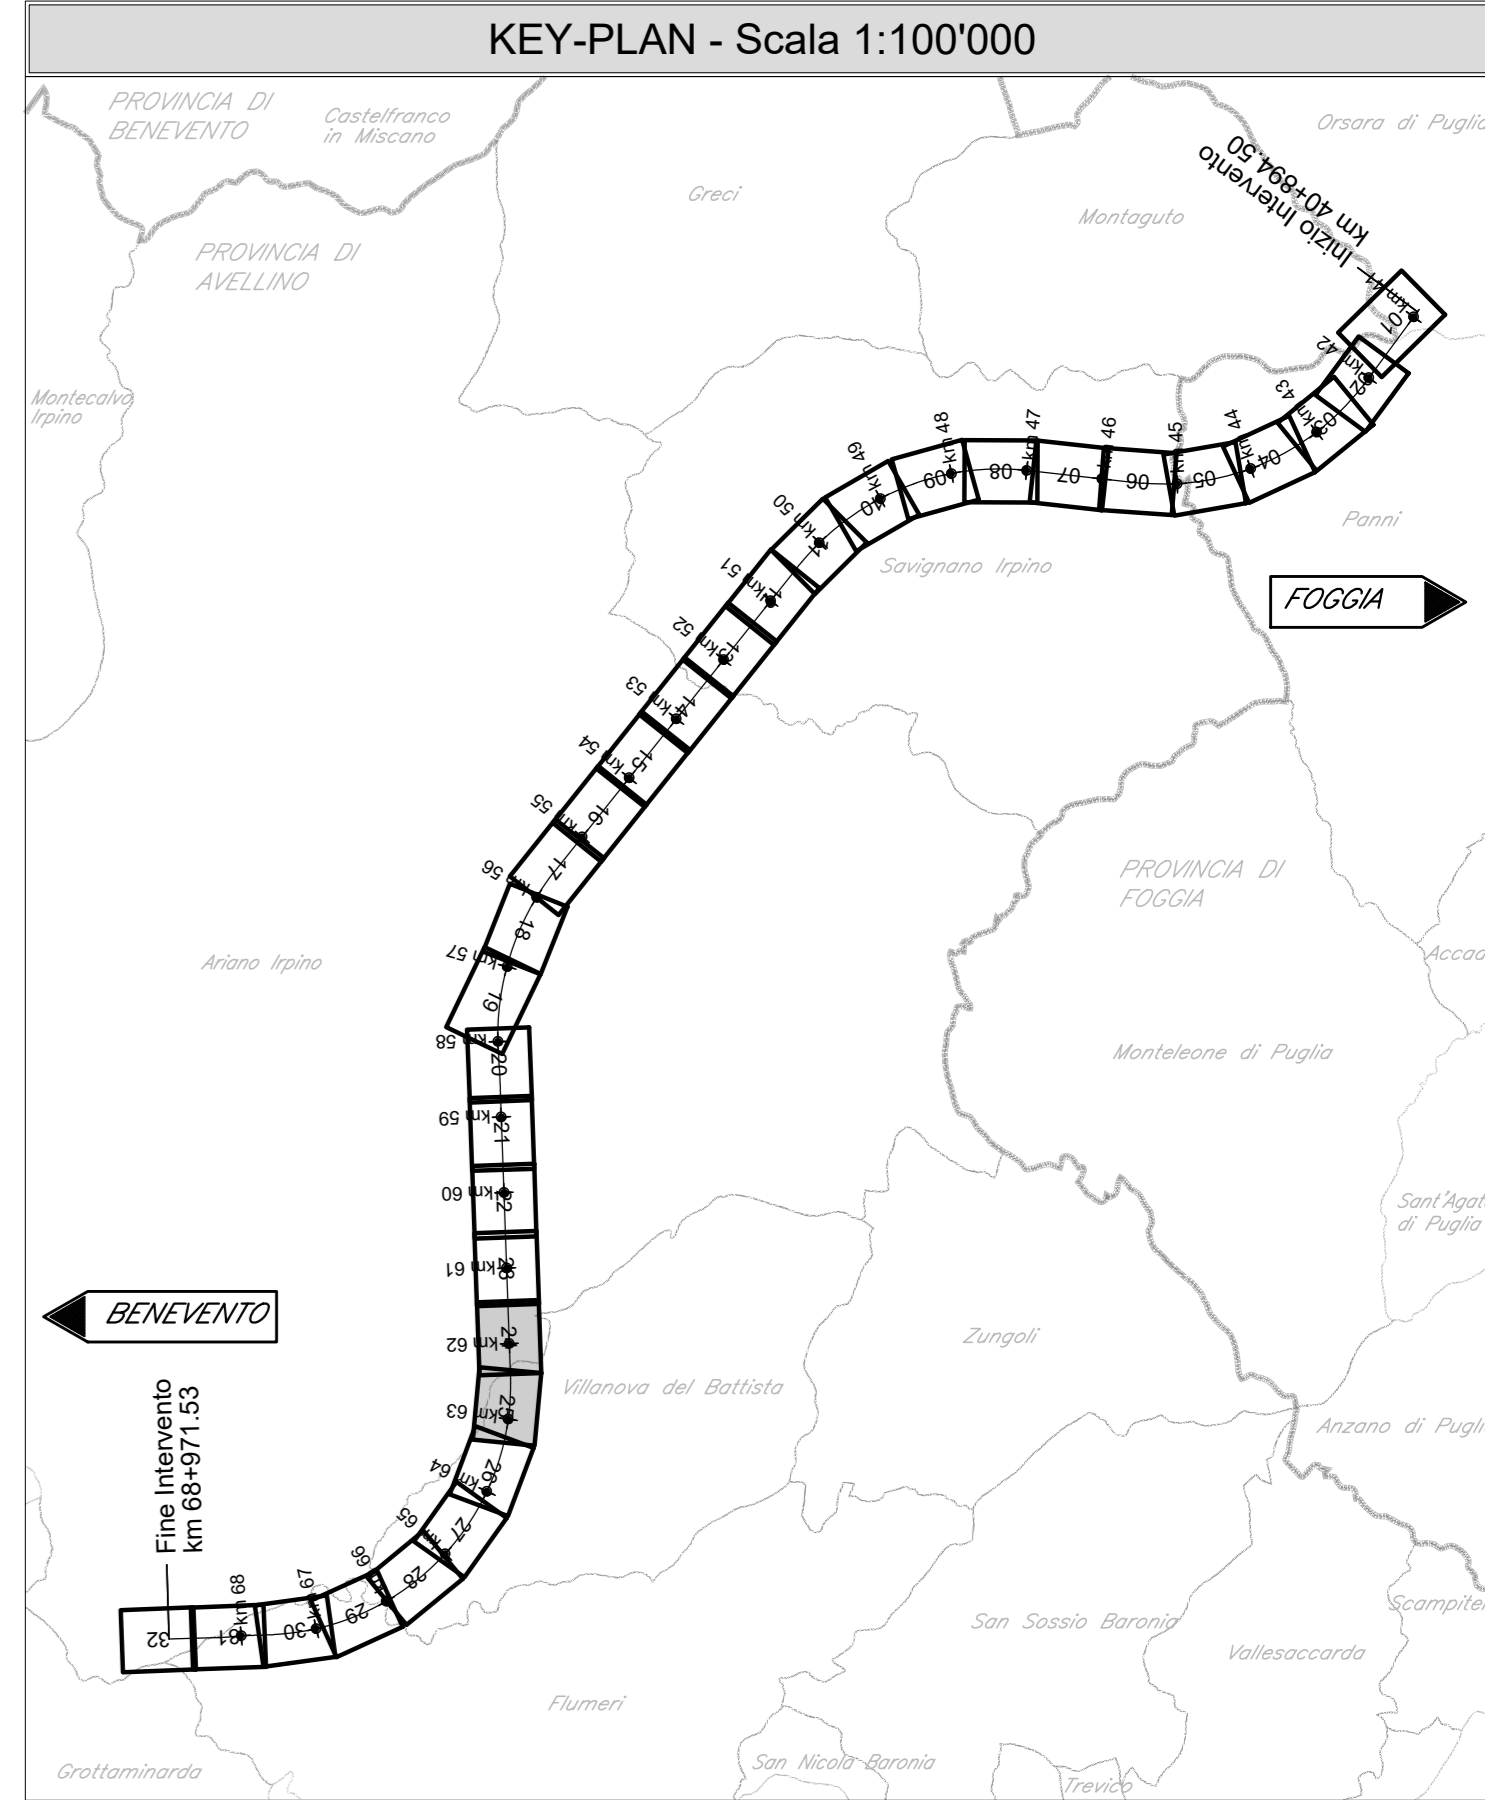 KEY-PLAN - Scala 1:100'000
PROVINCIA DI
BENEVENTO
Castelfranco
in Miscano
Orsara di Puglia
Greci
Montaguto
Inizio Intervento
km 40+894.50
PROVINCIA DI
AVELLINO
km 41
01
km 42
02
Montecalvo
Irpino
km 43
03
km 44
04
km 45
05
km 46
06
km 47
07
km 48
08
km 49
09
10
km 50
11
Panni
Savignano Irpino
km 51
12
FOGGIA
km 52
13
km 53
14
km 54
15
km 55
16
km 56
17
PROVINCIA DI
FOGGIA
18
Ariano Irpino
km 57
19
km 58
20
Monteleone di Puglia
km 59
21
km 60
22
Sant'Agat
di Puglia
km 61
23
BENEVENTO
km 62
24
Zungoli
Villanova del Battista
km 63
25
Anzano di Pugli
Fine Intervento
km 68+971.53
km 64
26
km 65
27
km 66
28
km 67
29
km 68
30
31
32
San Sossio Baronia
Scampitel
Vallesaccarda
Flumeri
San Nicola Baronia
Grottaminarda
Trevico
Accad